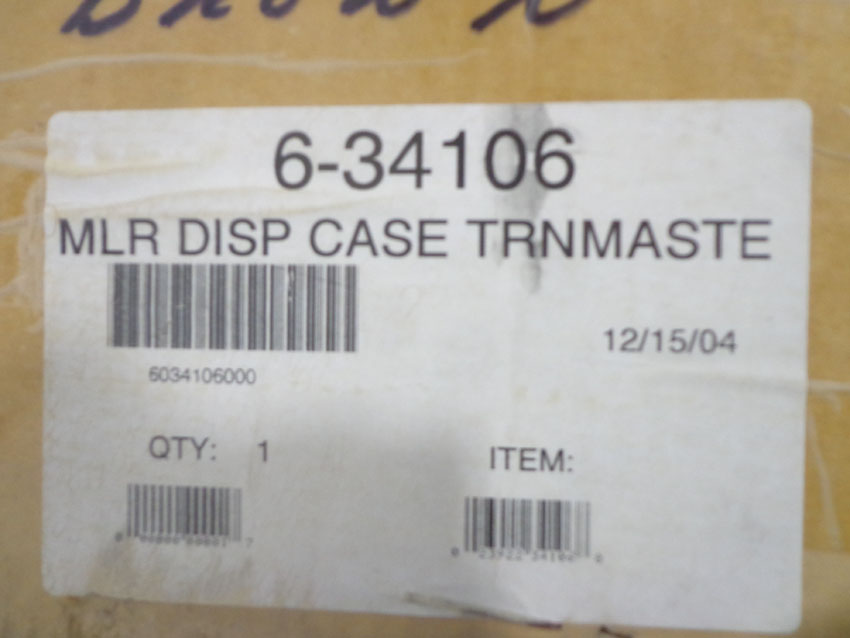 6-34106
MLR DISP CASE TRNMASTE
12/15/04
6034106000
QTY: 1
ITEM: